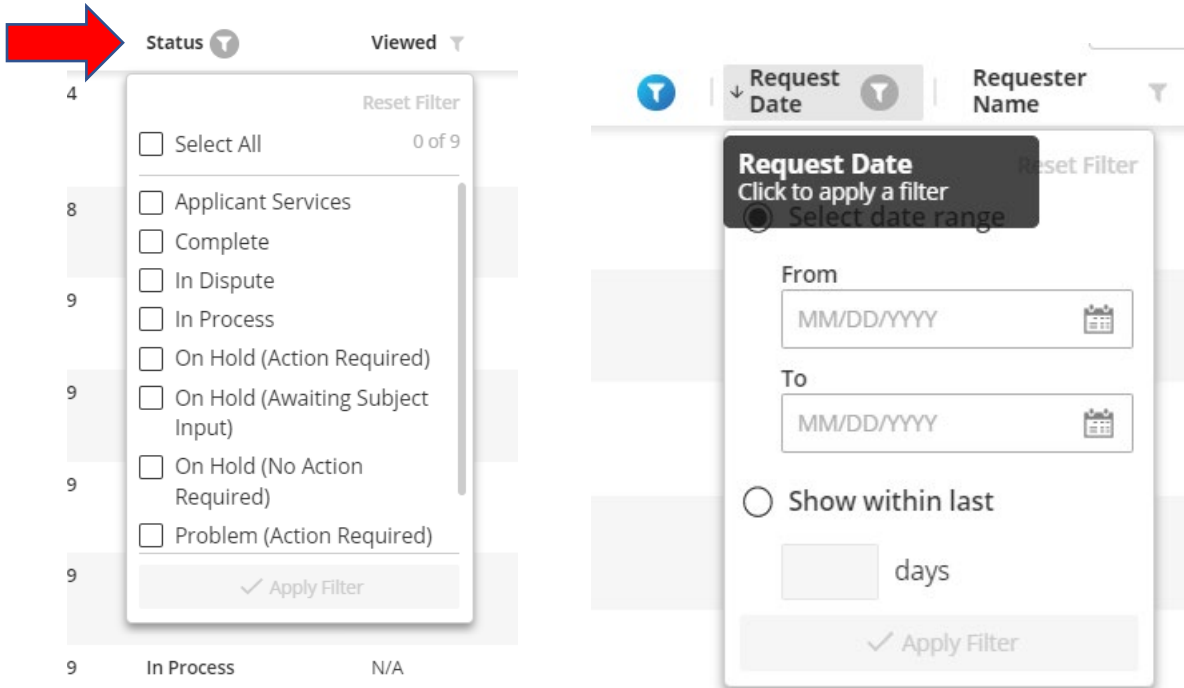 Status
Viewed
4
Reset Filter
Select All
0 of 9
8
Applicant Services
Complete
In Dispute
9
In Process
On Hold (Action Required)
9
On Hold (Awaiting Subject
Input)
On Hold (No Action
9
Required)
Problem (Action Required)
9
Apply Filter
9
In Process
N/A
Request
Date
Requester
Name
Request Date
Click to apply a filter
Reset Filter
Select date range
From
MM/DD/YYYY
To
MM/DD/YYYY
Show within last
days
Apply Filter